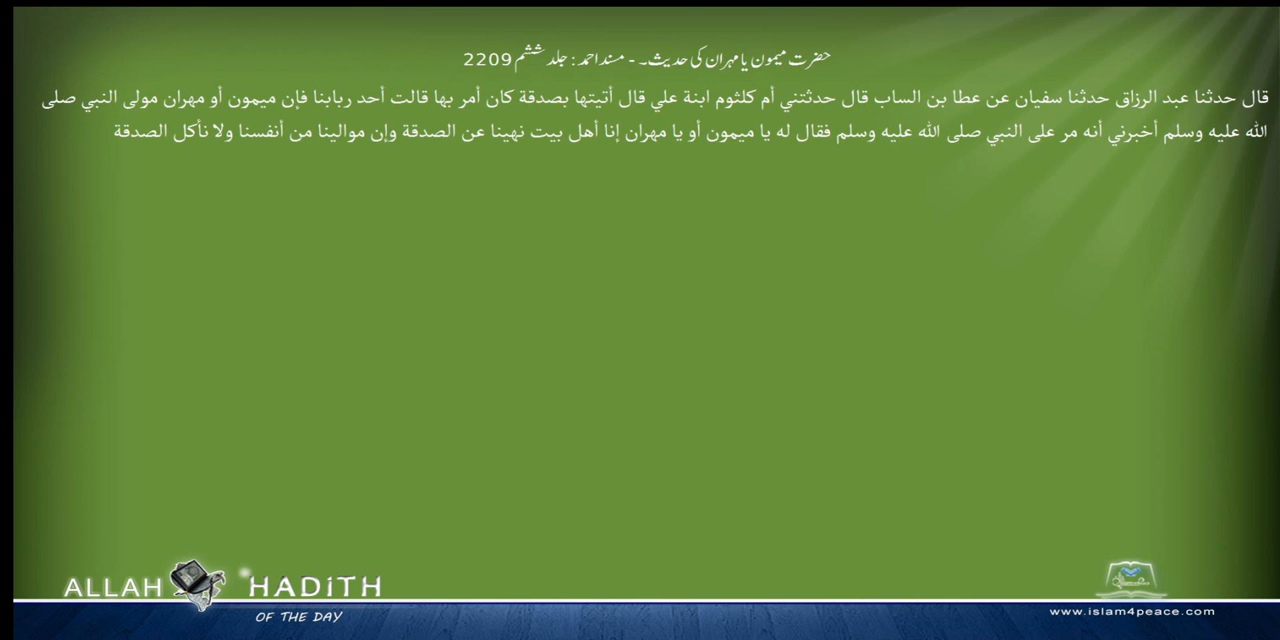 حضرت میمون یا مہران کی حدیث۔ - مسند احمد: جلد ششم 2209
قال حدثنا عبد الرزاق حدثنا سفيان عن عطا بن الساب قال حدثتني أم كلثوم ابنة علي قال أتيتها بصدقة كان أمر بها قالت أحد ربابنا فإن ميمون أو مهران مولى النبي صلى
الله عليه وسلم أخبرني أنه مر على النبي صلى الله عليه وسلم فقال له يا ميمون أو يا مهران إنا أهل بيت نهينا عن الصدقة وإن موالينا من أنفسنا ولا نأكل الصدقة
ALLAH HADITH
OF THE DAY
www.islam4peace.com